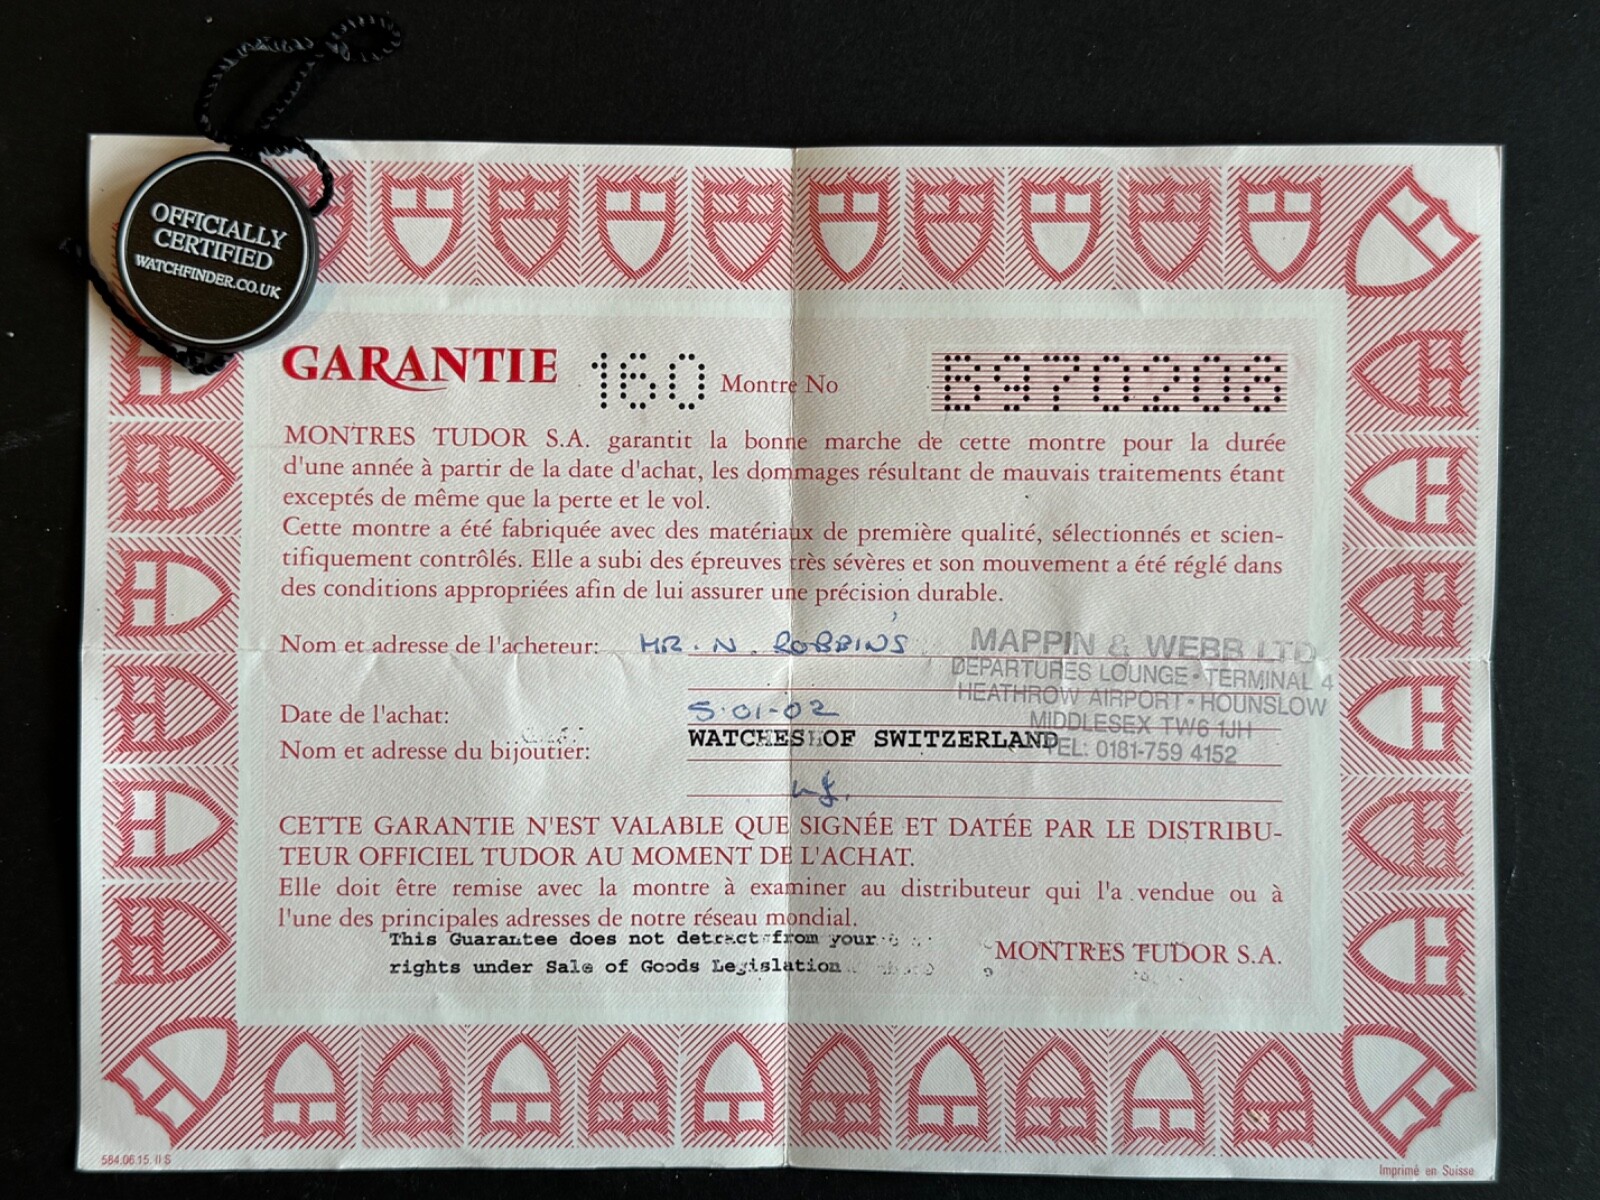 OFFICIALLY
CERTIFIED
WATCHFINDER.CO.UK
GARANTIE 160 Montre No B970208
MONTRES TUDOR S.A. garantit la bonne marche de cette montre pour la durée
d'une année à partir de la date d'achat, les dommages résultant de mauvais traitements étant
exceptés de même que la perte et le vol.
Cette montre a été fabriquée avec des matériaux de première qualité, sélectionnés et scien-
tifiquement contrôlés. Elle a subi des épreuves très sévères et son mouvement a été réglé dans
des conditions appropriées afin de lui assurer une précision durable.
Nom et adresse de l'acheteur: MR. N. ROBBINS
MAPPIN & WEBB LTD
DEPARTURES LOUNGE · TERMINAL 4
HEATHROW AIRPORT · HOUNSLOW
MIDDLESEX TW6 1JH
TEL: 0181-759 4152
Date de l'achat: 5·01-02
Nom et adresse du bijoutier: WATCHES OF SWITZERLAND
CETTE GARANTIE N'EST VALABLE QUE SIGNÉE ET DATÉE PAR LE DISTRIBU-
TEUR OFFICIEL TUDOR AU MOMENT DE L'ACHAT.
Elle doit être remise avec la montre à examiner au distributeur qui l'a vendue ou à
l'une des principales adresses de notre réseau mondial.
This Guarantee does not detract from your
rights under Sale of Goods Legislation
MONTRES TUDOR S.A.
584.06.15. II S
Imprimé en Suisse